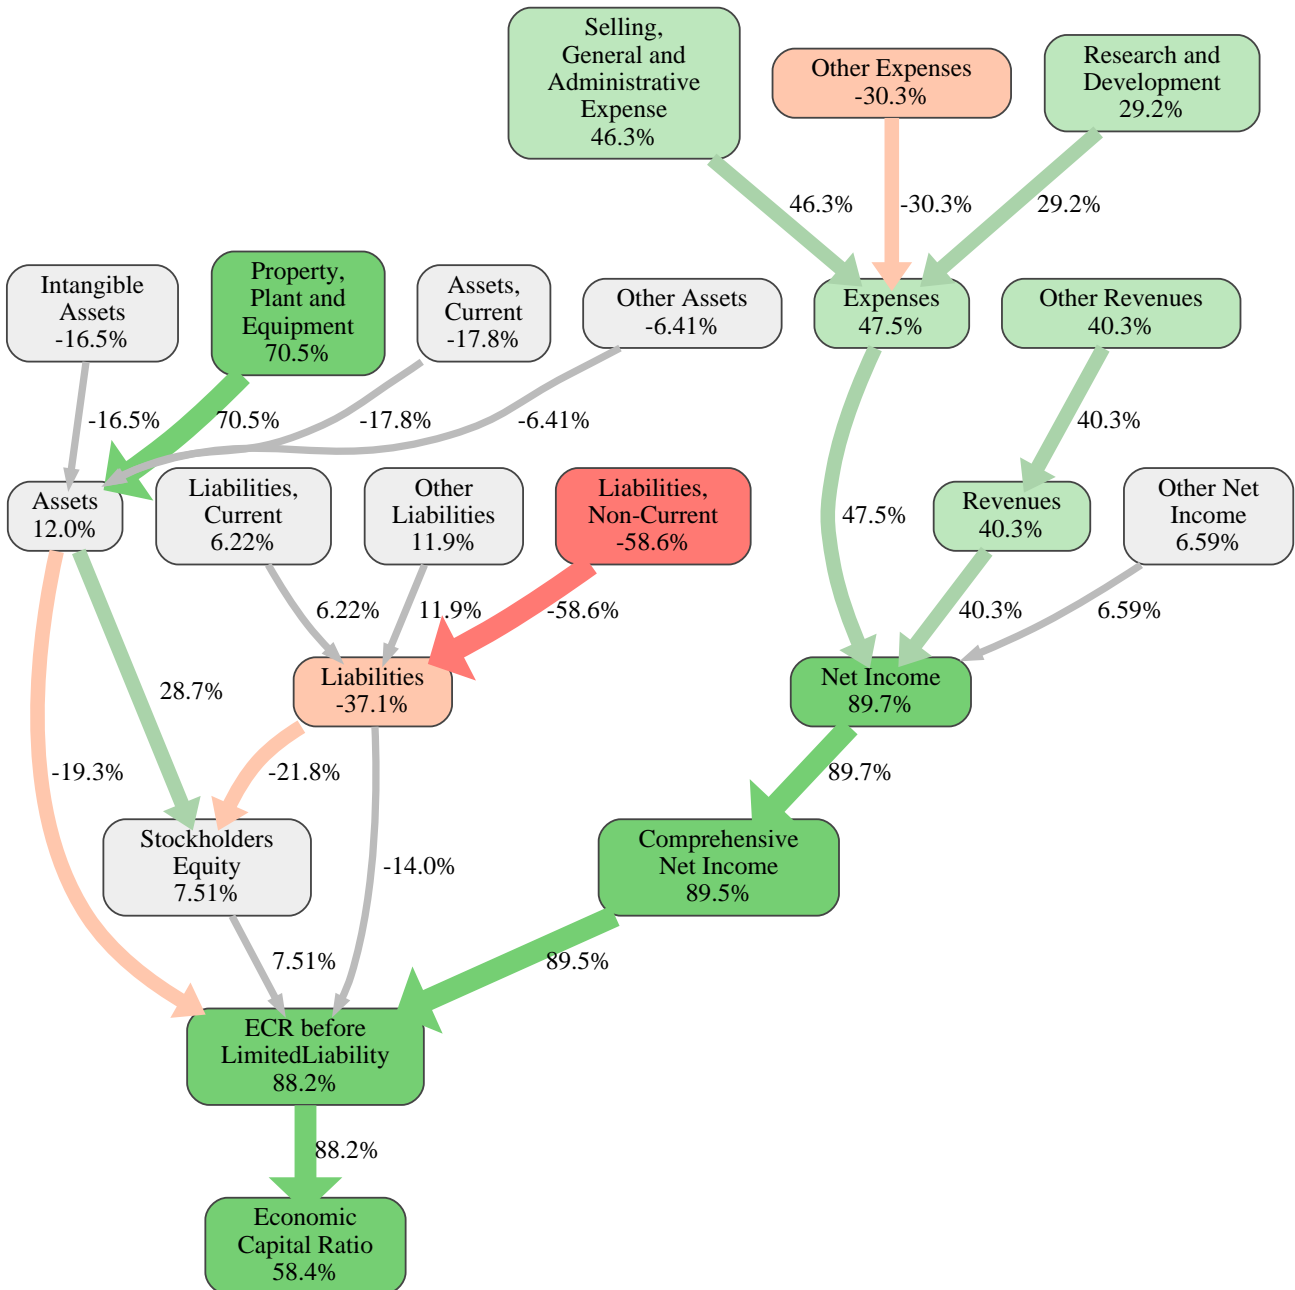 Selling,
General and
Administrative
Expense
46.3%
Other Expenses
-30.3%
Research and
Development
29.2%
46.3%
-30.3%
29.2%
Intangible
Assets
-16.5%
Property,
Plant and
Equipment
70.5%
Assets,
Current
-17.8%
Other Assets
-6.41%
Expenses
47.5%
Other Revenues
40.3%
-16.5%
70.5%
-17.8%
-6.41%
40.3%
Assets
12.0%
Liabilities,
Current
6.22%
Other
Liabilities
11.9%
Liabilities,
Non-Current
-58.6%
47.5%
Revenues
40.3%
Other Net
Income
6.59%
6.22%
11.9%
-58.6%
40.3%
6.59%
28.7%
Liabilities
-37.1%
Net Income
89.7%
-19.3%
-21.8%
89.7%
Stockholders
Equity
7.51%
-14.0%
Comprehensive
Net Income
89.5%
7.51%
89.5%
ECR before
LimitedLiability
88.2%
88.2%
Economic
Capital Ratio
58.4%